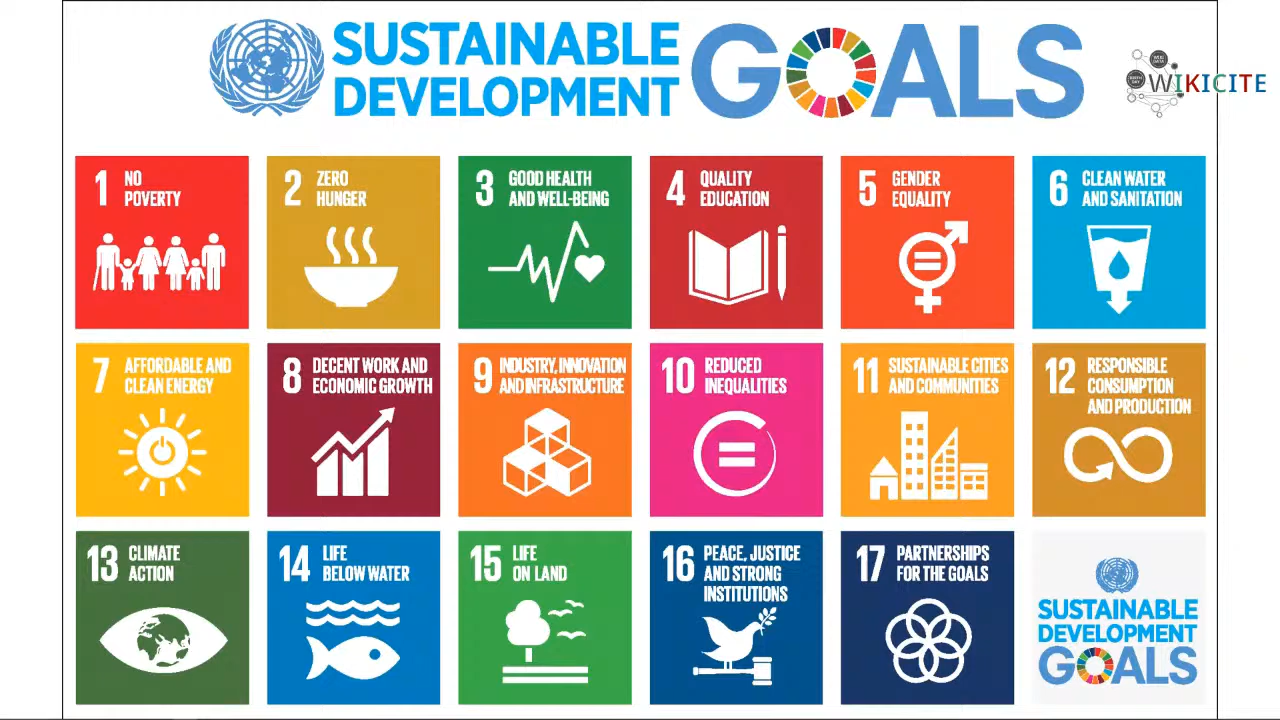 SUSTAINABLE
DEVELOPMENT
GOALS
WIKICITE
1 NO
POVERTY
2 ZERO
HUNGER
3 GOOD HEALTH
AND WELL-BEING
4 QUALITY
EDUCATION
5 GENDER
EQUALITY
6 CLEAN WATER
AND SANITATION
7 AFFORDABLE AND
CLEAN ENERGY
8 DECENT WORK AND
ECONOMIC GROWTH
9 INDUSTRY, INNOVATION
AND INFRASTRUCTURE
10 REDUCED
INEQUALITIES
11 SUSTAINABLE CITIES
AND COMMUNITIES
12 RESPONSIBLE
CONSUMPTION
AND PRODUCTION
13 CLIMATE
ACTION
14 LIFE
BELOW WATER
15 LIFE
ON LAND
16 PEACE, JUSTICE
AND STRONG
INSTITUTIONS
17 PARTNERSHIPS
FOR THE GOALS
SUSTAINABLE
DEVELOPMENT
GOALS